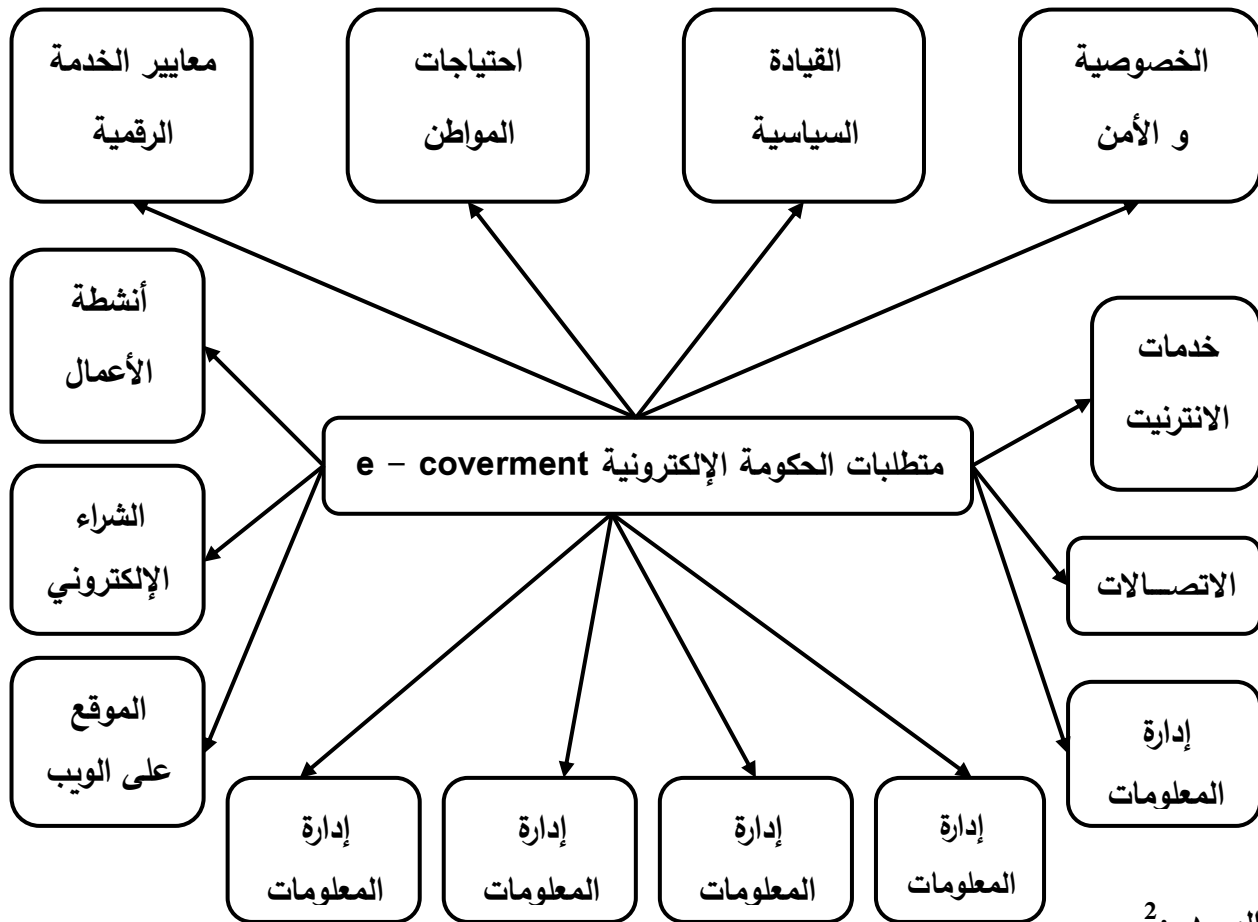 الخصوصية
و الأمن
القيادة
السياسية
احتياجات
المواطن
معايير الخدمة
الرقمية
أنشطة
الأعمال
خدمات
الانترنيت
متطلبات الحكومة الإلكترونية e – coverment
الشراء
الإلكتروني
الاتصــالات
الموقع
على الويب
إدارة
المعلومات
إدارة
المعلومات
إدارة
المعلومات
إدارة
المعلومات
إدارة
المعلومات